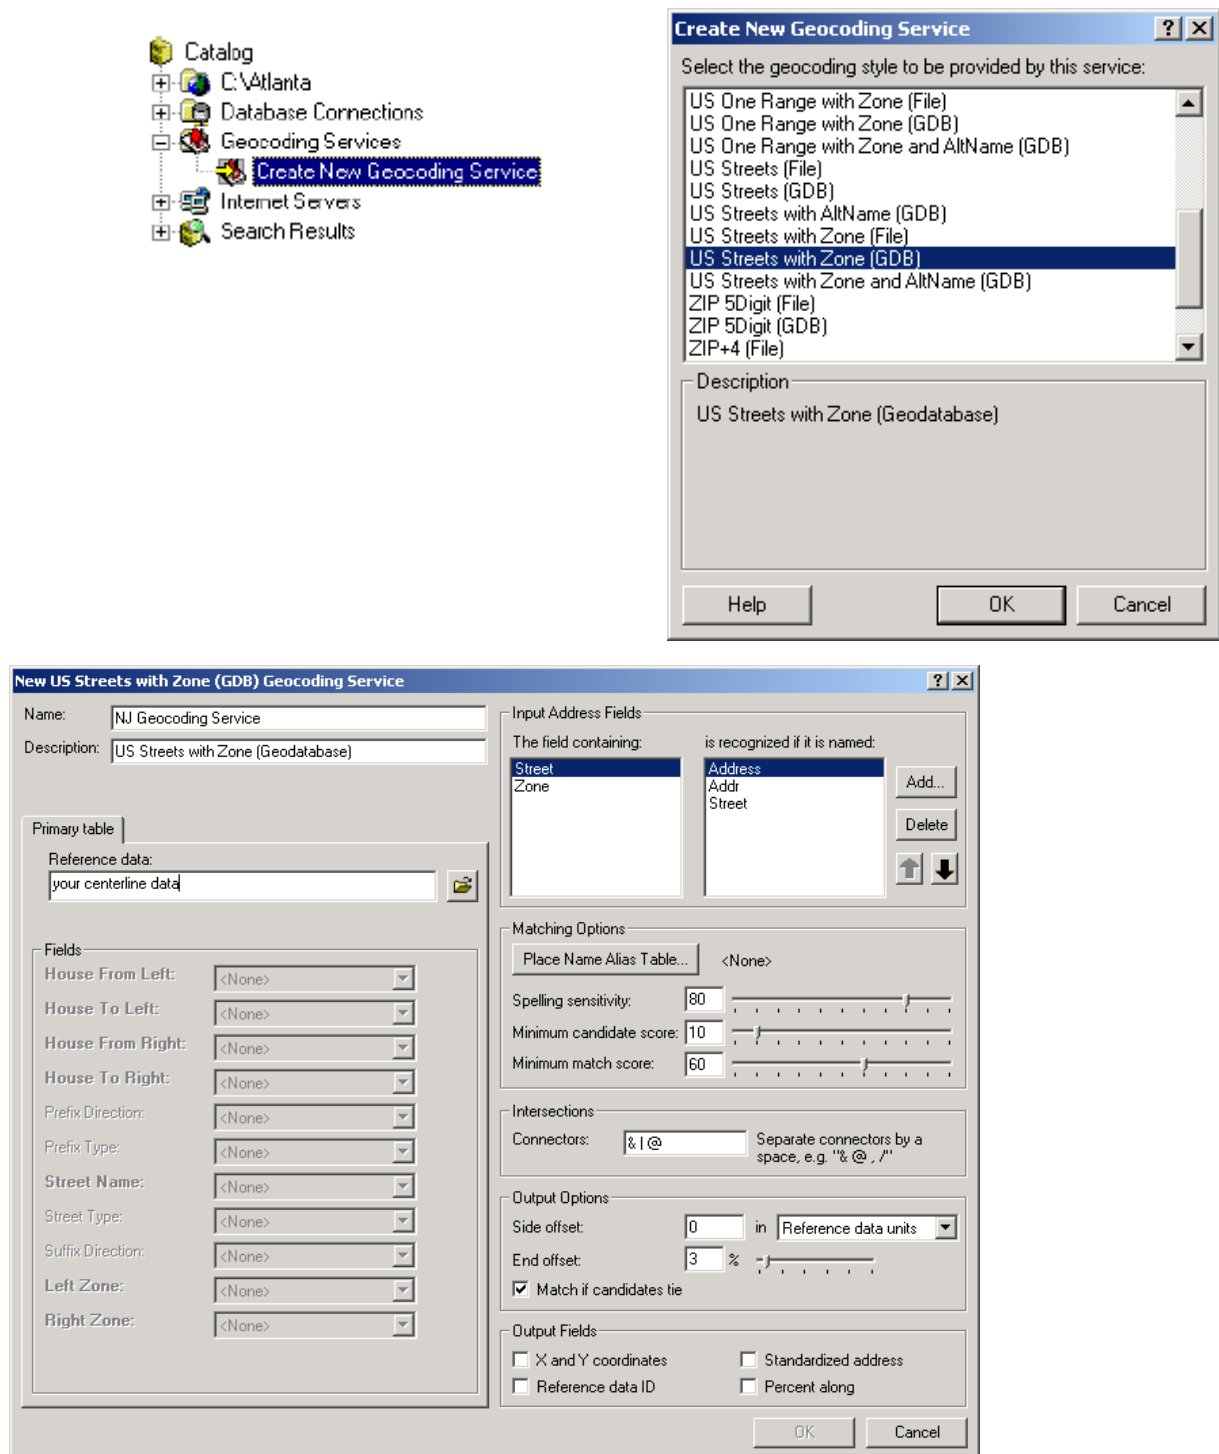 Catalog
C:\Atlanta
Database Connections
Geocoding Services
Create New Geocoding Service
Internet Servers
Search Results
Create New Geocoding Service
Select the geocoding style to be provided by this service:
US One Range with Zone (File)
US One Range with Zone (GDB)
US One Range with Zone and AltName (GDB)
US Streets (File)
US Streets (GDB)
US Streets with AltName (GDB)
US Streets with Zone (File)
US Streets with Zone (GDB)
US Streets with Zone and AltName (GDB)
ZIP 5Digit (File)
ZIP 5Digit (GDB)
ZIP+4 (File)
Description
US Streets with Zone (Geodatabase)
Help
OK
Cancel
New US Streets with Zone (GDB) Geocoding Service
Name: NJ Geocoding Service
Description: US Streets with Zone (Geodatabase)
Primary table
Reference data:
your centerline data
Fields
House From Left: <None>
House To Left: <None>
House From Right: <None>
House To Right: <None>
Prefix Direction: <None>
Prefix Type: <None>
Street Name: <None>
Street Type: <None>
Suffix Direction: <None>
Left Zone: <None>
Right Zone: <None>
Input Address Fields
The field containing:
Street
Zone
is recognized if it is named:
Address
Addr
Street
Add...
Delete
Matching Options
Place Name Alias Table... <None>
Spelling sensitivity: 80
Minimum candidate score: 10
Minimum match score: 60
Intersections
Connectors: & | @
Separate connectors by a
space, e.g. "& @ , /"
Output Options
Side offset: 0 in Reference data units
End offset: 3 %
Match if candidates tie
Output Fields
X and Y coordinates
Standardized address
Reference data ID
Percent along
OK
Cancel